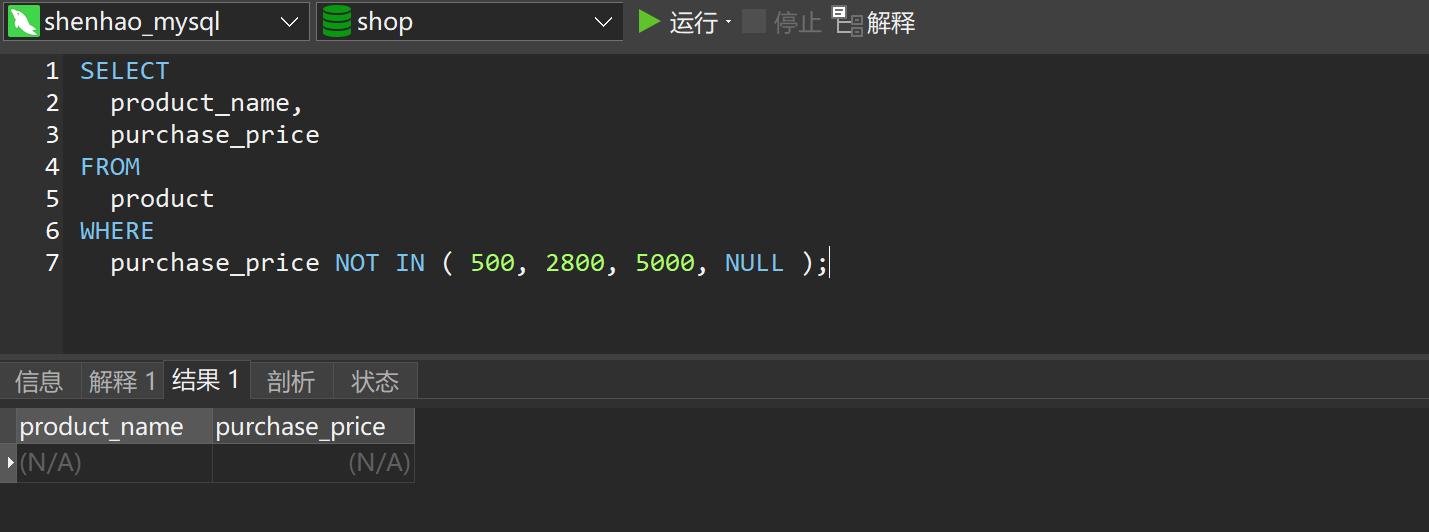 shenhao_mysql shop 运行 停止 解释
1 SELECT
2 product_name,
3 purchase_price
4 FROM
5 product
6 WHERE
7 purchase_price NOT IN ( 500, 2800, 5000, NULL );
信息 解释 1 结果 1 剖析 状态
product_name purchase_price
(N/A) (N/A)